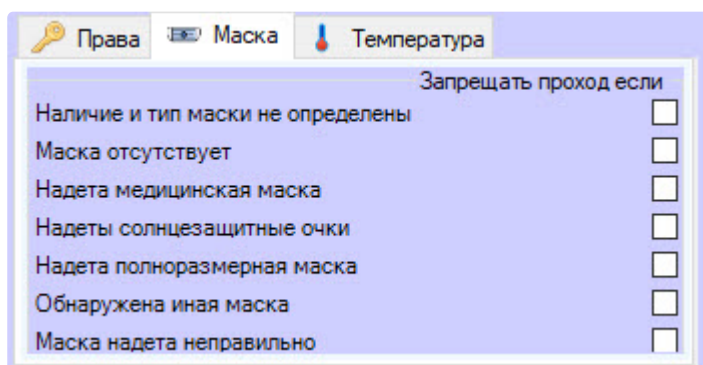 Права Маска Температура
Запрещать проход если
Наличие и тип маски не определены
Маска отсутствует
Надета медицинская маска
Надеты солнцезащитные очки
Надета полноразмерная маска
Обнаружена иная маска
Маска надета неправильно